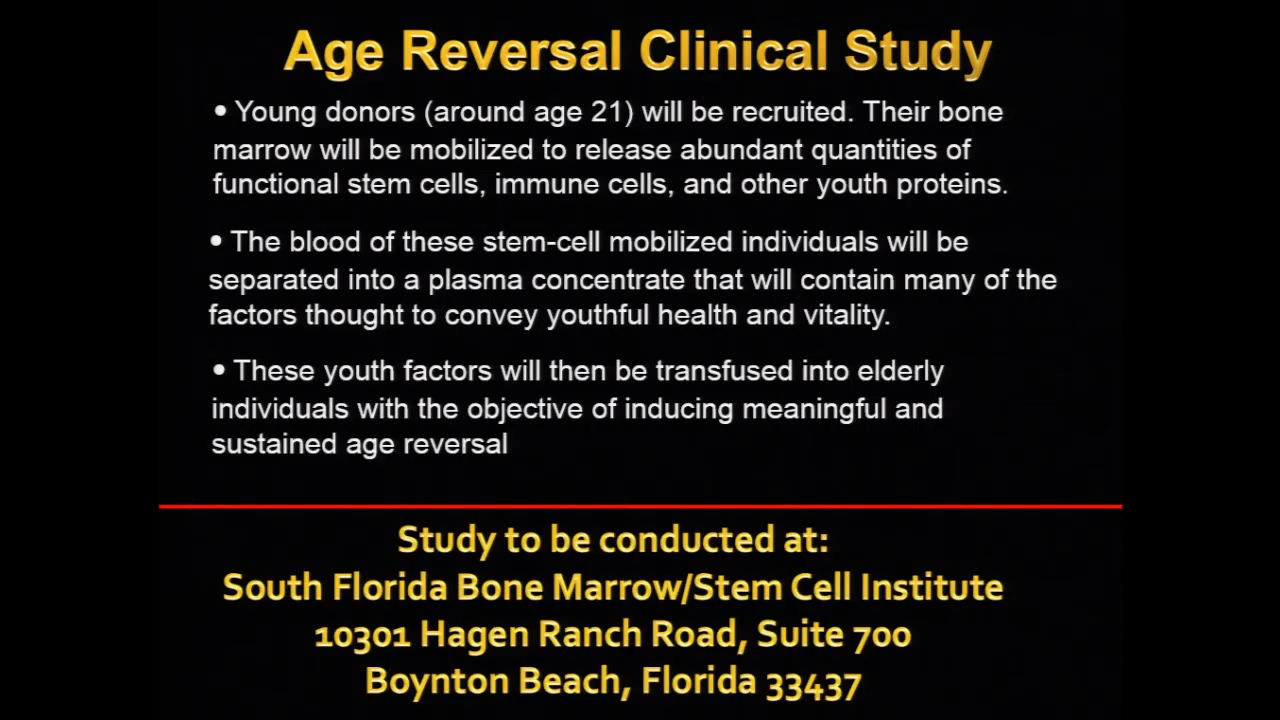 Age Reversal Clinical Study
• Young donors (around age 21) will be recruited. Their bone
marrow will be mobilized to release abundant quantities of
functional stem cells, immune cells, and other youth proteins.
• The blood of these stem-cell mobilized individuals will be
separated into a plasma concentrate that will contain many of the
factors thought to convey youthful health and vitality.
• These youth factors will then be transfused into elderly
individuals with the objective of inducing meaningful and
sustained age reversal
Study to be conducted at:
South Florida Bone Marrow/Stem Cell Institute
10301 Hagen Ranch Road, Suite 700
Boynton Beach, Florida 33437